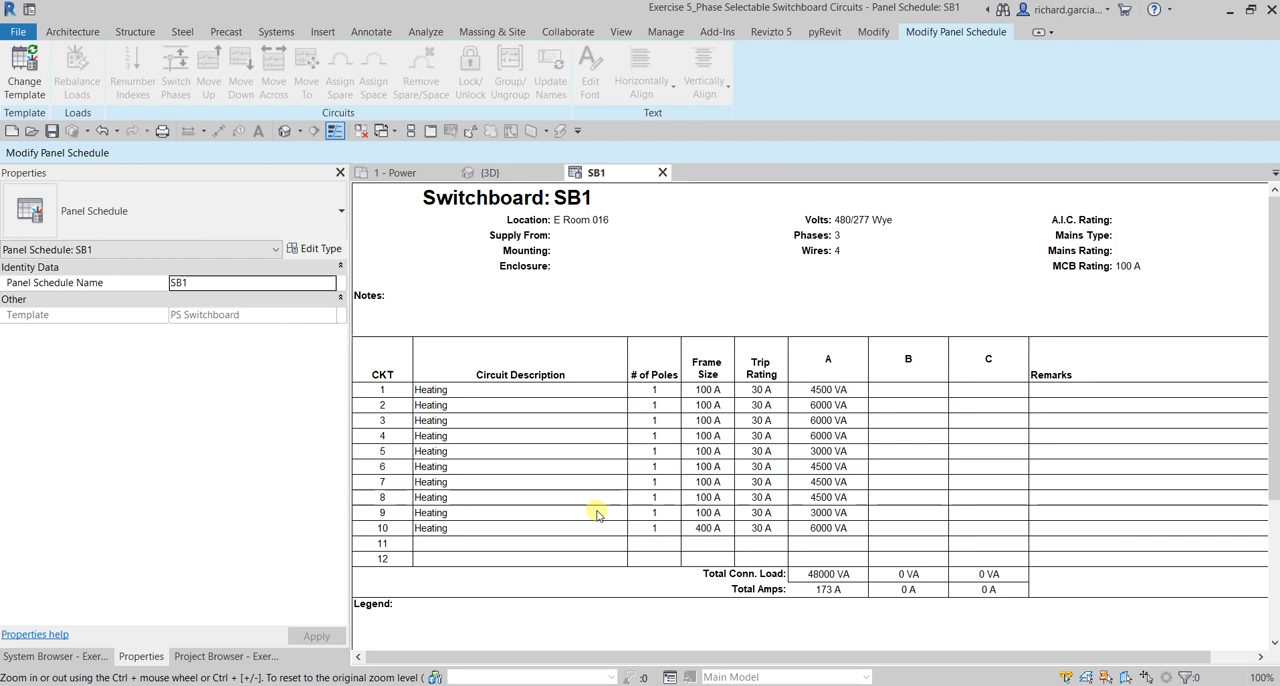 Exercise 5_Phase Selectable Switchboard Circuits - Panel Schedule: SB1
richard.garcia...
File Architecture Structure Steel Precast Systems Insert Annotate Analyze Massing & Site Collaborate View Manage Add-Ins Revizto 5 pyRevit Modify Modify Panel Schedule
Change Template
Rebalance Loads
Renumber Indexes
Switch Phases
Move Up
Move Down
Move Across
Move To
Assign Spare
Assign Space
Remove Spare/Space
Lock/ Unlock
Group/ Ungroup
Update Names
Edit Font
Horizontally Align
Vertically Align
Template Loads Circuits Text
Modify Panel Schedule
Properties
1 - Power {3D} SB1
Panel Schedule
Panel Schedule: SB1 Edit Type
Identity Data
Panel Schedule Name SB1
Other
Template PS Switchboard
Properties help Apply
System Browser - Exer... Properties Project Browser - Exer...
Switchboard: SB1
Location: E Room 016 Volts: 480/277 Wye A.I.C. Rating:
Supply From: Phases: 3 Mains Type:
Mounting: Wires: 4 Mains Rating:
Enclosure: MCB Rating: 100 A
Notes:
CKT Circuit Description # of Poles Frame Size Trip Rating A B C Remarks
1 Heating 1 100 A 30 A 4500 VA
2 Heating 1 100 A 30 A 6000 VA
3 Heating 1 100 A 30 A 6000 VA
4 Heating 1 100 A 30 A 6000 VA
5 Heating 1 100 A 30 A 3000 VA
6 Heating 1 100 A 30 A 4500 VA
7 Heating 1 100 A 30 A 4500 VA
8 Heating 1 100 A 30 A 4500 VA
9 Heating 1 100 A 30 A 3000 VA
10 Heating 1 400 A 30 A 6000 VA
11
12
Total Conn. Load: 48000 VA 0 VA 0 VA
Total Amps: 173 A 0 A 0 A
Legend:
Zoom in or out using the Ctrl + mouse wheel or Ctrl + [+/-]. To reset to the original zoom level ( :0 Main Model :0 100%